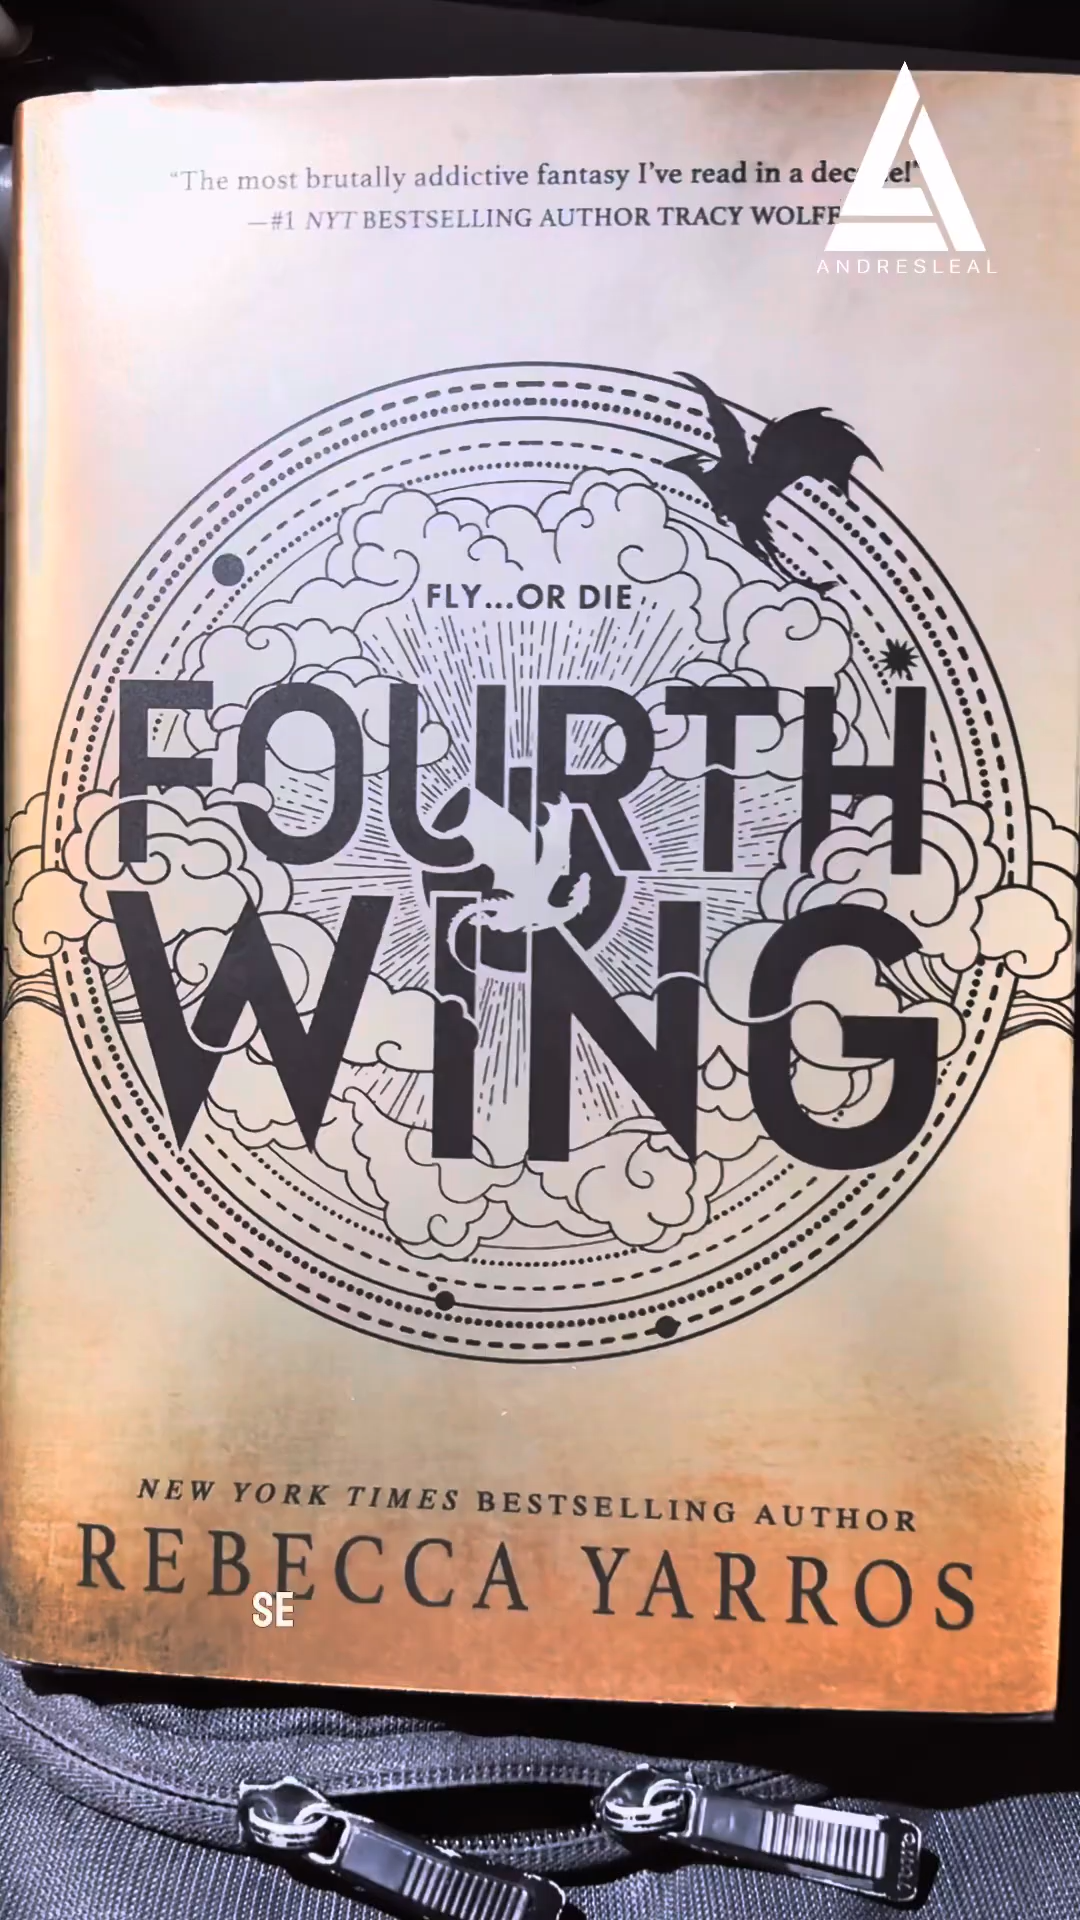 "The most brutally addictive fantasy I've read in a
—#1 NYT BESTSELLING AUTHOR TRACY WOLFF
ANDRESLEAL
FLY...OR DIE
FOURTH
WING
NEW YORK TIMES BESTSELLING AUTHOR
REBECCA YARROS
SE